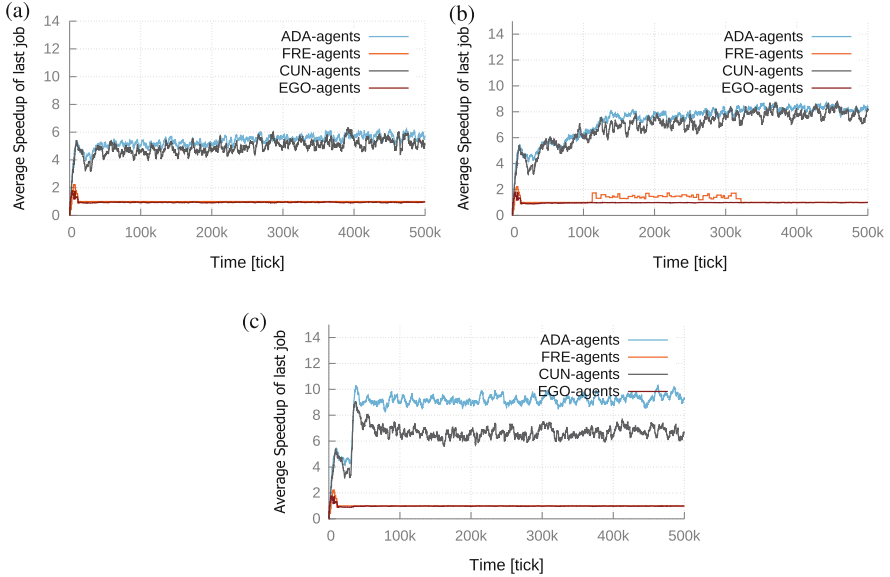 (a)
Average Speedup of last job
14
12
10
8
6
4
2
0
ADA-agents
FRE-agents
CUN-agents
EGO-agents
0 100k 200k 300k 400k 500k
Time [tick]
(b)
Average Speedup of last job
14
12
10
8
6
4
2
0
ADA-agents
FRE-agents
CUN-agents
EGO-agents
0 100k 200k 300k 400k 500k
Time [tick]
(c)
Average Speedup of last job
14
12
10
8
6
4
2
0
ADA-agents
FRE-agents
CUN-agents
EGO-agents
0 100k 200k 300k 400k 500k
Time [tick]